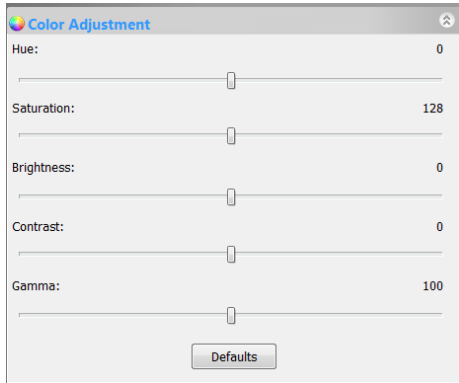 Color Adjustment
Hue: 0
Saturation: 128
Brightness: 0
Contrast: 0
Gamma: 100
Defaults